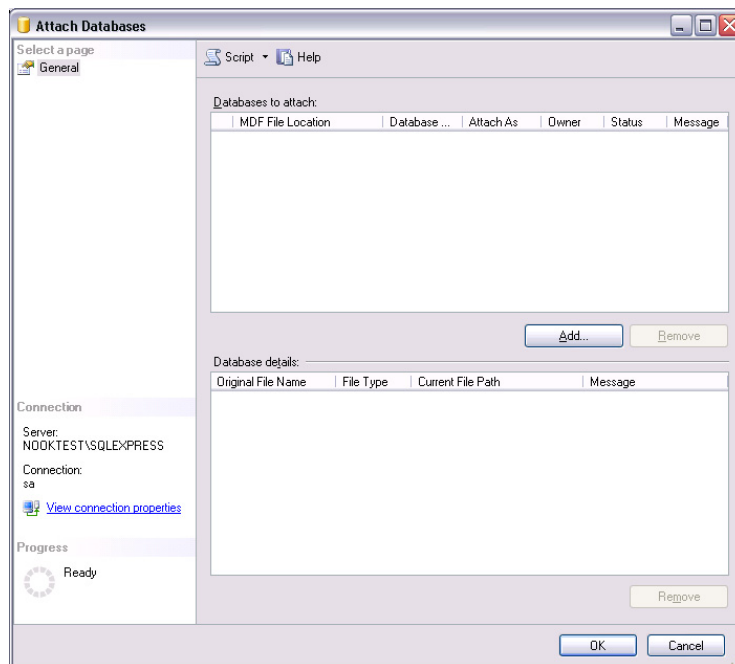 Attach Databases
Select a page
General
Script Help
Databases to attach:
MDF File Location Database ... Attach As Owner Status Message
Add... Remove
Database details:
Original File Name File Type Current File Path Message
Connection
Server:
NOOKTEST\SQLEXPRESS
Connection:
sa
View connection properties
Progress
Ready
Remove
OK Cancel